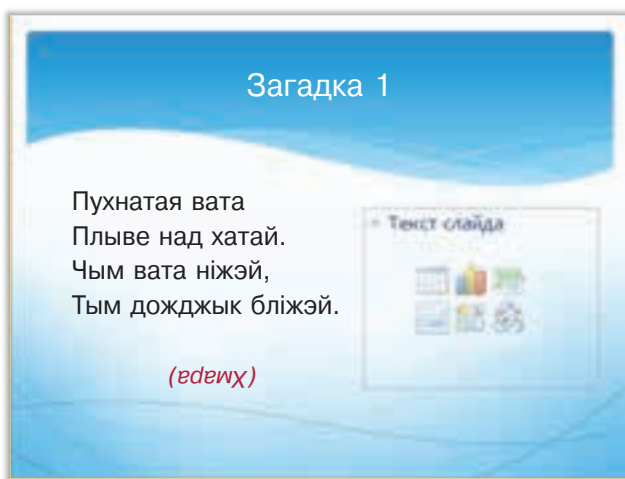 Загадка 1
Пухнатая вата
Плыве над хатай.
Чым вата ніжэй,
Тым дожджык бліжэй.
(Хмара)
Текст слайда